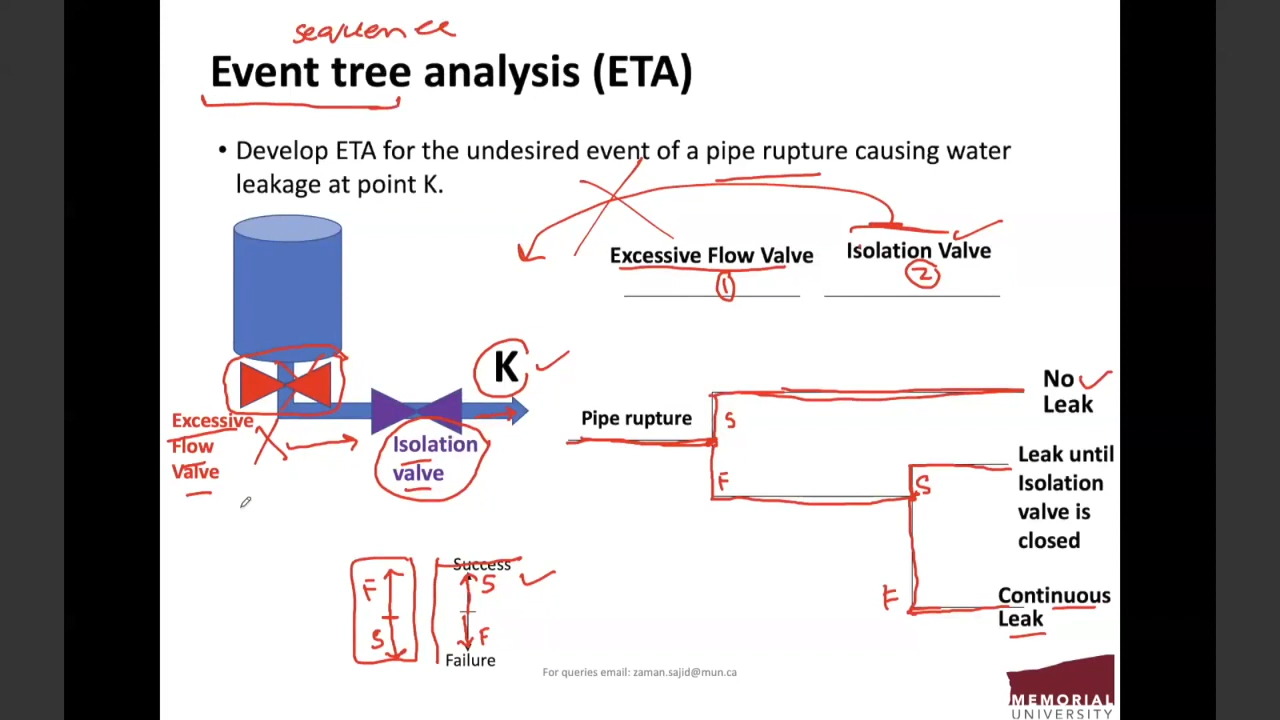 sequence
Event tree analysis (ETA)
• Develop ETA for the undesired event of a pipe rupture causing water
leakage at point K.
Excessive Flow Valve
Isolation Valve
1
2
K
Excessive
Flow
Valve
Isolation
valve
Pipe rupture
S
F
No
Leak
S
Leak until
Isolation
valve is
closed
F
Continuous
Leak
Success
F
S
S
F
Failure
For queries email: zaman.sajid@mun.ca
MEMORIAL
UNIVERSITY